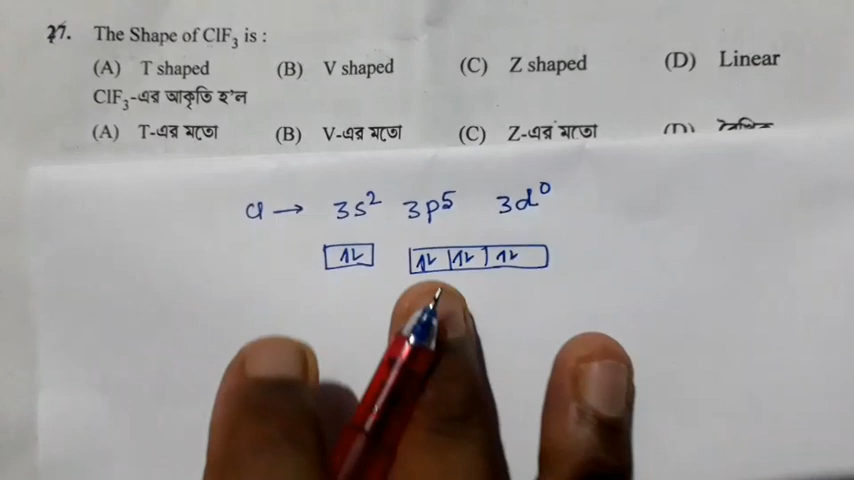 27. The Shape of ClF3 is :
(A) T shaped (B) V shaped (C) Z shaped (D) Linear
ClF3-এর আকৃতি হ'ল
(A) T-এর মতো (B) V-এর মতো (C) Z-এর মতো (D)
Cl → 3s² 3p⁵ 3d⁰